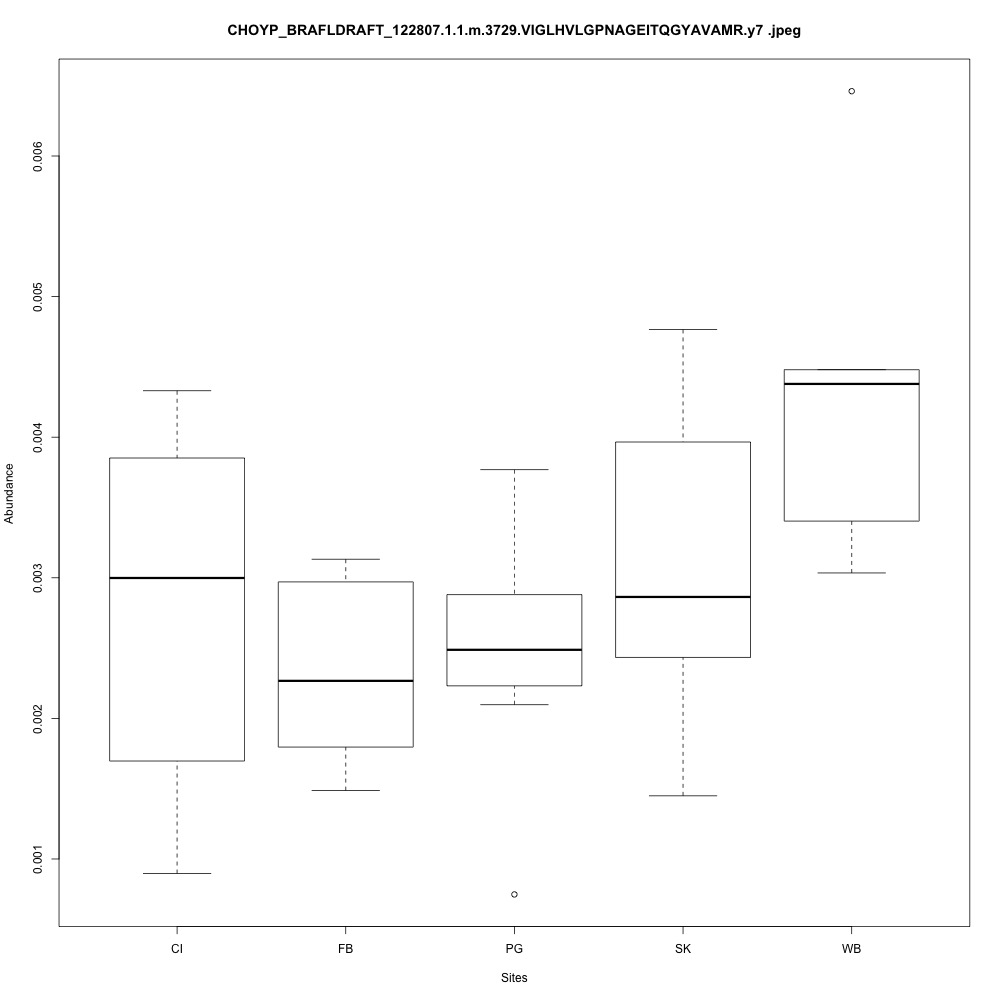 CHOYP_BRAFLDRAFT_122807.1.1.m.3729.VIGLHVLGPNAGEITQGYAVAMR.y7 .jpeg
Abundance
0.006
0.005
0.004
0.003
0.002
0.001
CI FB PG SK WB
Sites